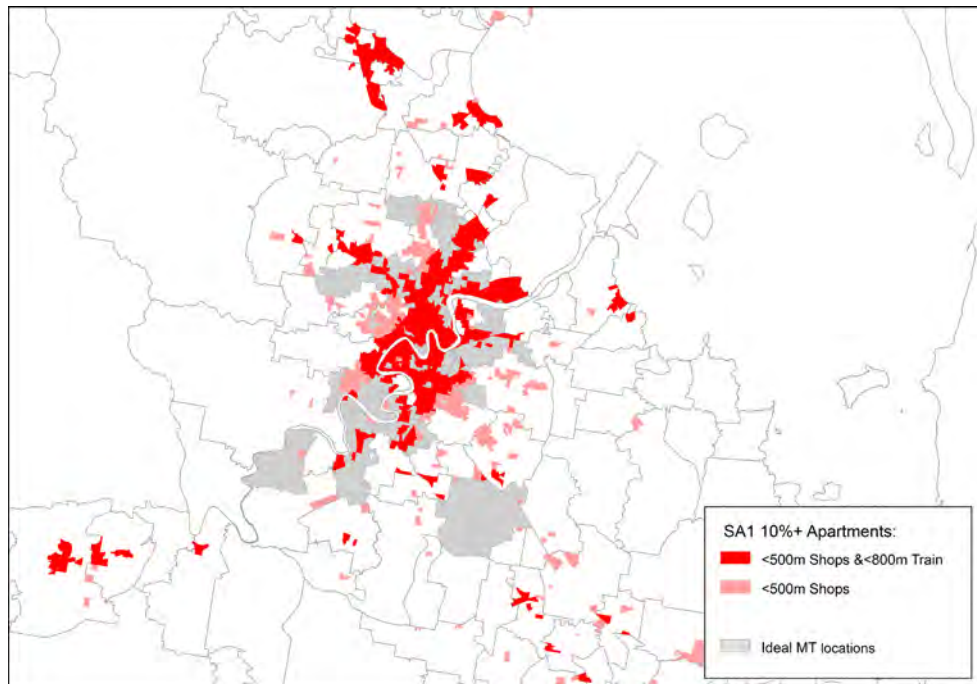 SA1 10%+ Apartments:
<500m Shops &<800m Train
<500m Shops
Ideal MT locations